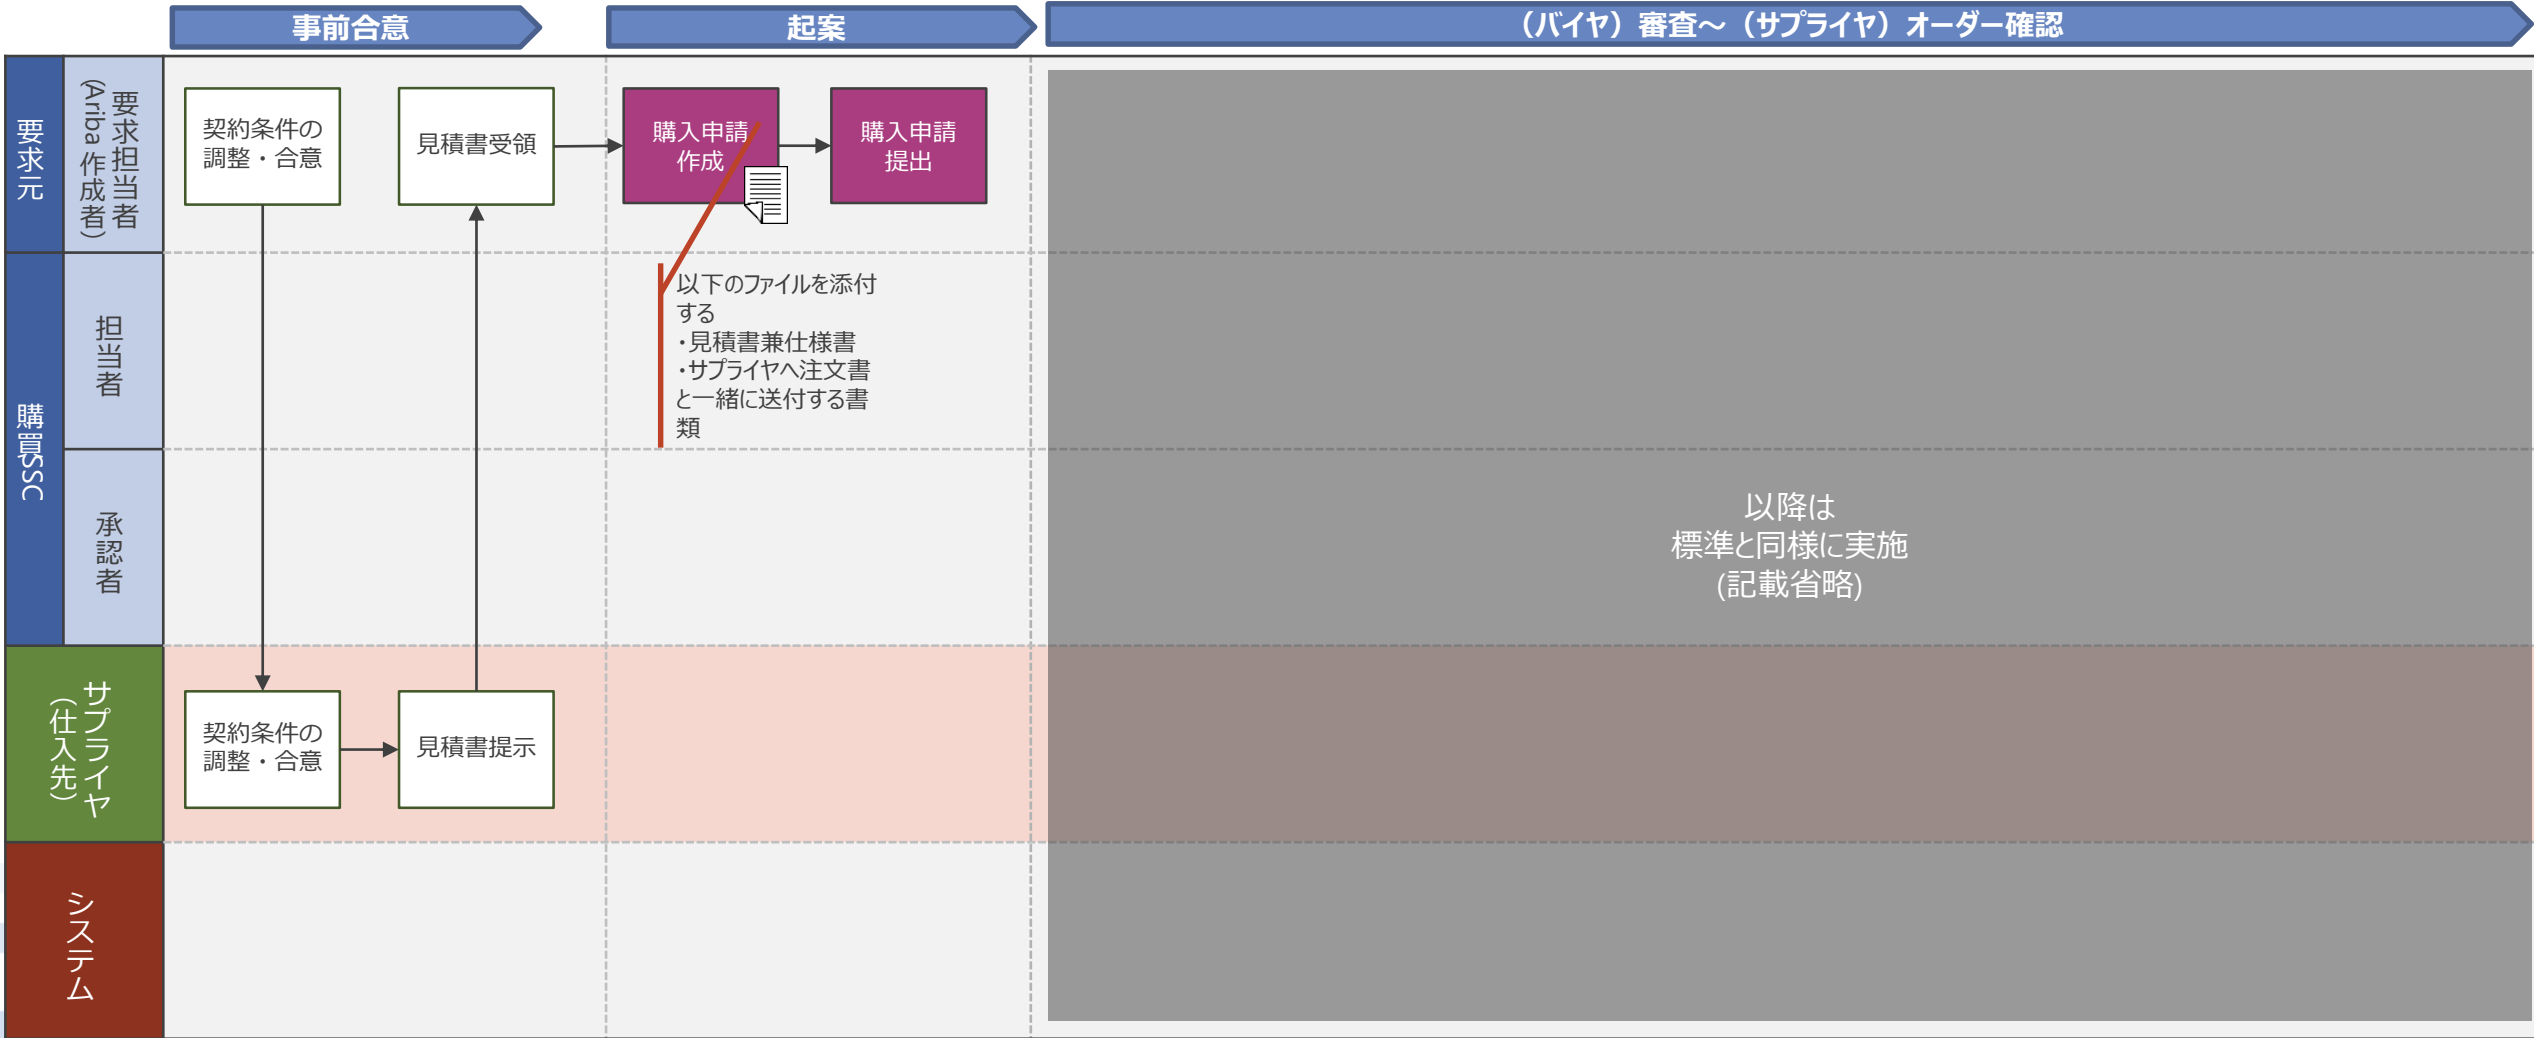 事前合意
起案
（バイヤ）審査～（サプライヤ）オーダー確認
要求元
要求担当者
(Ariba 作成者)
契約条件の
調整・合意
見積書受領
購入申請
作成
購入申請
提出
購買SSC
担当者
以下のファイルを添付
する
・見積書兼仕様書
・サプライヤへ注文書
と一緒に送付する書
類
承認者
以降は
標準と同様に実施
(記載省略)
サプライヤ
（仕入先）
契約条件の
調整・合意
見積書提示
システム